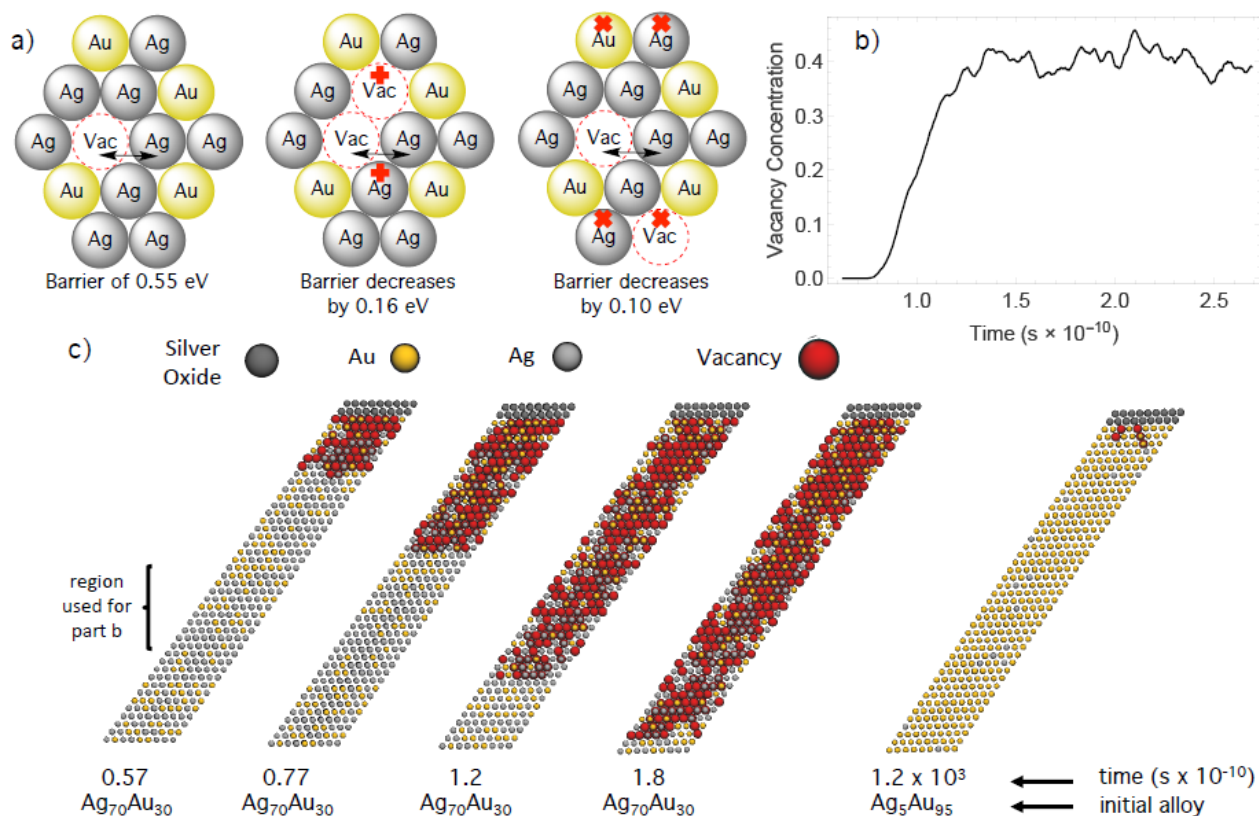 a)
Au Ag
Ag Ag Au
Ag Vac Ag Ag
Au Ag Au
Ag Ag
Barrier of 0.55 eV
Au Ag
Ag Vac Au
Ag Vac Ag Ag
Au Ag Au
Ag Ag
Barrier decreases
by 0.16 eV
Au Ag
Ag Ag Au
Ag Vac Ag Ag
Au Ag Au
Ag Vac
Barrier decreases
by 0.10 eV
b)
Vacancy Concentration
0.4
0.3
0.2
0.1
0.0
1.0 1.5 2.0 2.5
Time (s × 10⁻¹⁰)
c)
Silver
Oxide
Au
Ag
Vacancy
region
used for
part b
0.57 0.77 1.2 1.8 1.2 x 10³ time (s x 10⁻¹⁰)
Ag₇₀Au₃₀ Ag₇₀Au₃₀ Ag₇₀Au₃₀ Ag₇₀Au₃₀ Ag₅Au₉₅ initial alloy